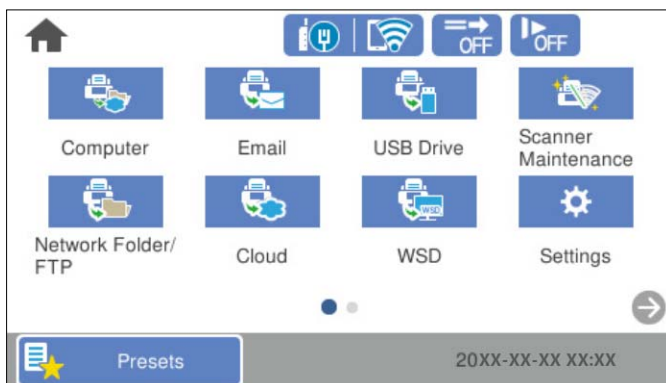 OFF
OFF
Computer
Email
USB Drive
Scanner
Maintenance
Network Folder/
FTP
Cloud
WSD
WSD
Settings
Presets
20XX-XX-XX XX:XX